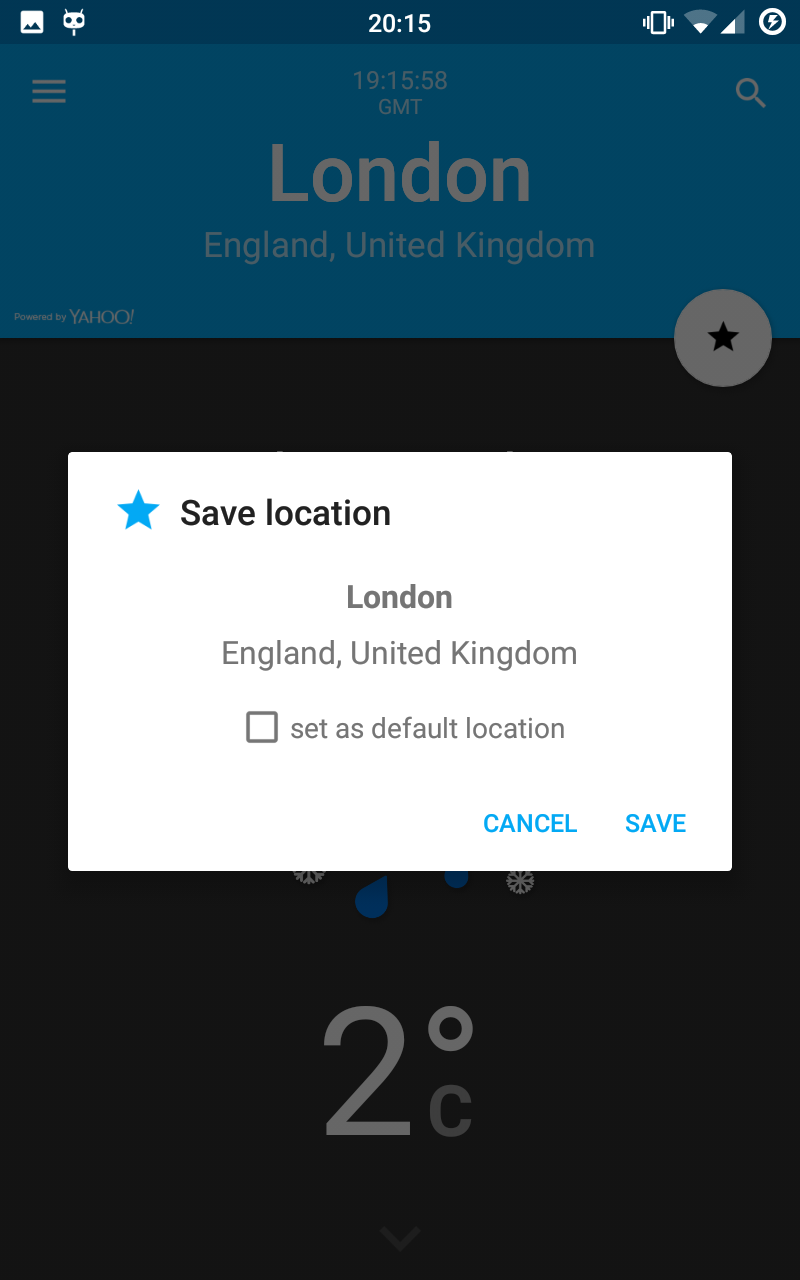 20:15
19:15:58
GMT
London
England, United Kingdom
Powered by YAHOO!
Save location
London
England, United Kingdom
set as default location
CANCEL SAVE
2°
C